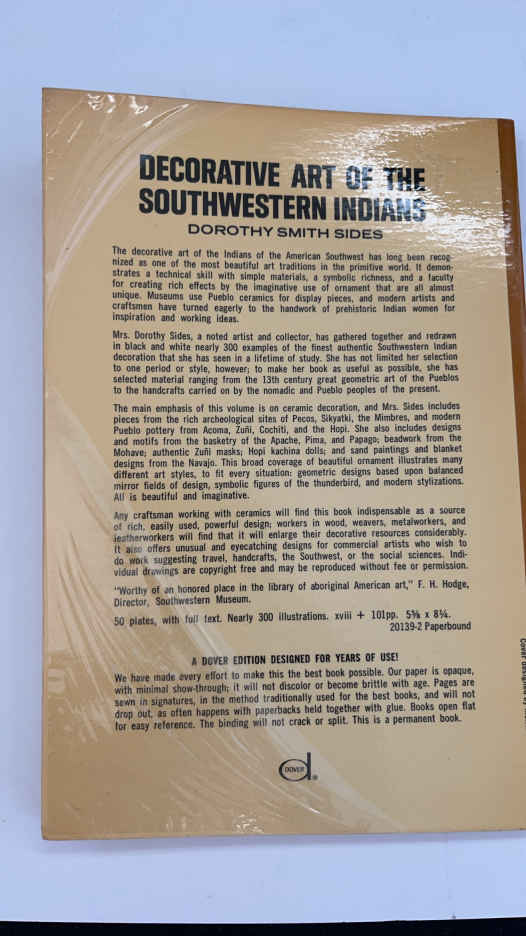 DECORATIVE ART OF THE
SOUTHWESTERN INDIANS
DOROTHY SMITH SIDES
The decorative art of the Indians of the American Southwest has long been recog-
nized as one of the most beautiful art traditions in the primitive world. It demon-
strates a technical skill with simple materials, a symbolic richness, and a faculty
for creating rich effects by the imaginative use of ornament that are all almost
unique. Museums use Pueblo ceramics for display pieces, and modern artists and
craftsmen have turned eagerly to the handwork of prehistoric Indian women for
inspiration and working ideas.
Mrs. Dorothy Sides, a noted artist and collector, has gathered together and redrawn
in black and white nearly 300 examples of the finest authentic Southwestern Indian
decoration that she has seen in a lifetime of study. She has not limited her selection
to one period or style, however; to make her book as useful as possible, she has
selected material ranging from the 13th century great geometric art of the Pueblos
to the handcrafts carried on by the nomadic and Pueblo peoples of the present.
The main emphasis of this volume is on ceramic decoration, and Mrs. Sides includes
pieces from the rich archeological sites of Pecos, Sikyatki, the Mimbres, and modern
Pueblo pottery from Acoma, Zuñi, Cochiti, and the Hopi. She also includes designs
and motifs from the basketry of the Apache, Pima, and Papago; beadwork from the
Mohave; authentic Zuñi masks; Hopi kachina dolls; and sand paintings and blanket
designs from the Navajo. This broad coverage of beautiful ornament illustrates many
different art styles, to fit every situation: geometric designs based upon balanced
mirror fields of design, symbolic figures of the thunderbird, and modern stylizations.
All is beautiful and imaginative.
Any craftsman working with ceramics will find this book indispensable as a source
of rich, easily used, powerful design; workers in wood, weavers, metalworkers, and
leatherworkers will find that it will enlarge their decorative resources considerably.
It also offers unusual and eyecatching designs for commercial artists who wish to
do work suggesting travel, handcrafts, the Southwest, or the social sciences. Indi-
vidual drawings are copyright free and may be reproduced without fee or permission.
"Worthy of an honored place in the library of aboriginal American art," F. H. Hodge,
Director, Southwestern Museum.
50 plates, with full text. Nearly 300 illustrations. xviii + 101pp. 5⅝ x 8¼.
20139-2 Paperbound
A DOVER EDITION DESIGNED FOR YEARS OF USE!
We have made every effort to make this the best book possible. Our paper is opaque,
with minimal show-through; it will not discolor or become brittle with age. Pages are
sewn in signatures, in the method traditionally used for the best books, and will not
drop out, as often happens with paperbacks held together with glue. Books open flat
for easy reference. The binding will not crack or split. This is a permanent book.
DOVER
Cover designed by